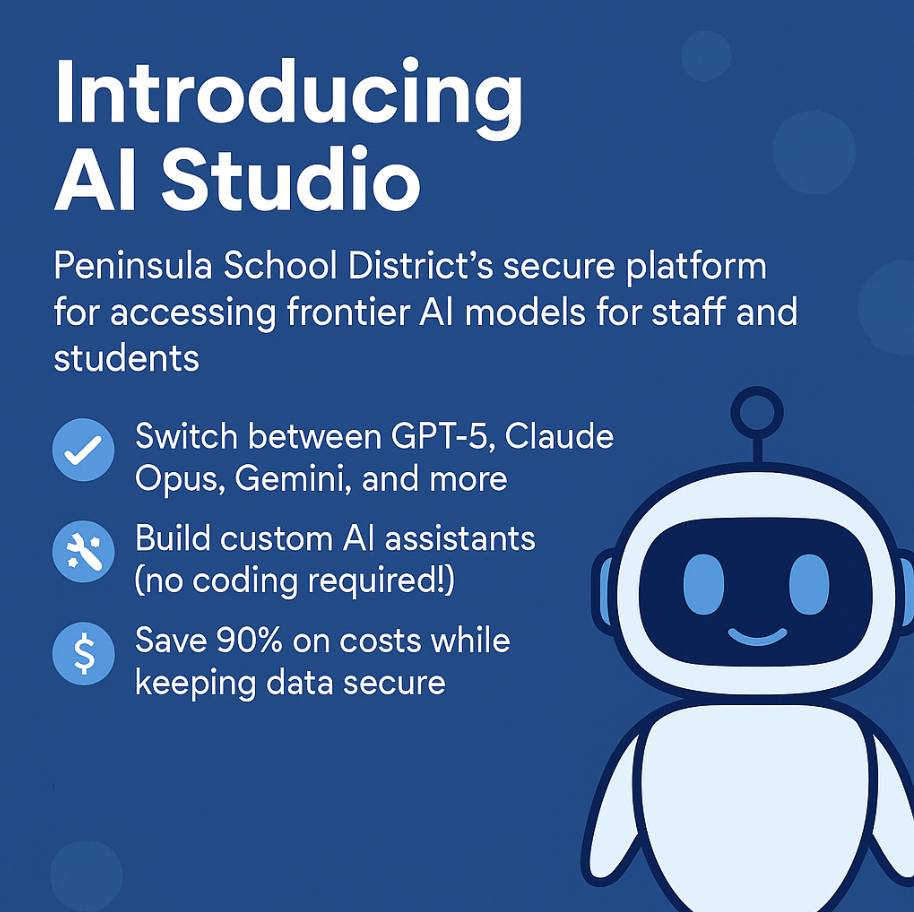 Introducing
AI Studio
Peninsula School District’s secure platform
for accessing frontier AI models for staff and
students
Switch between GPT-5, Claude
Opus, Gemini, and more
Build custom AI assistants
(no coding required!)
$
Save 90% on costs while
keeping data secure